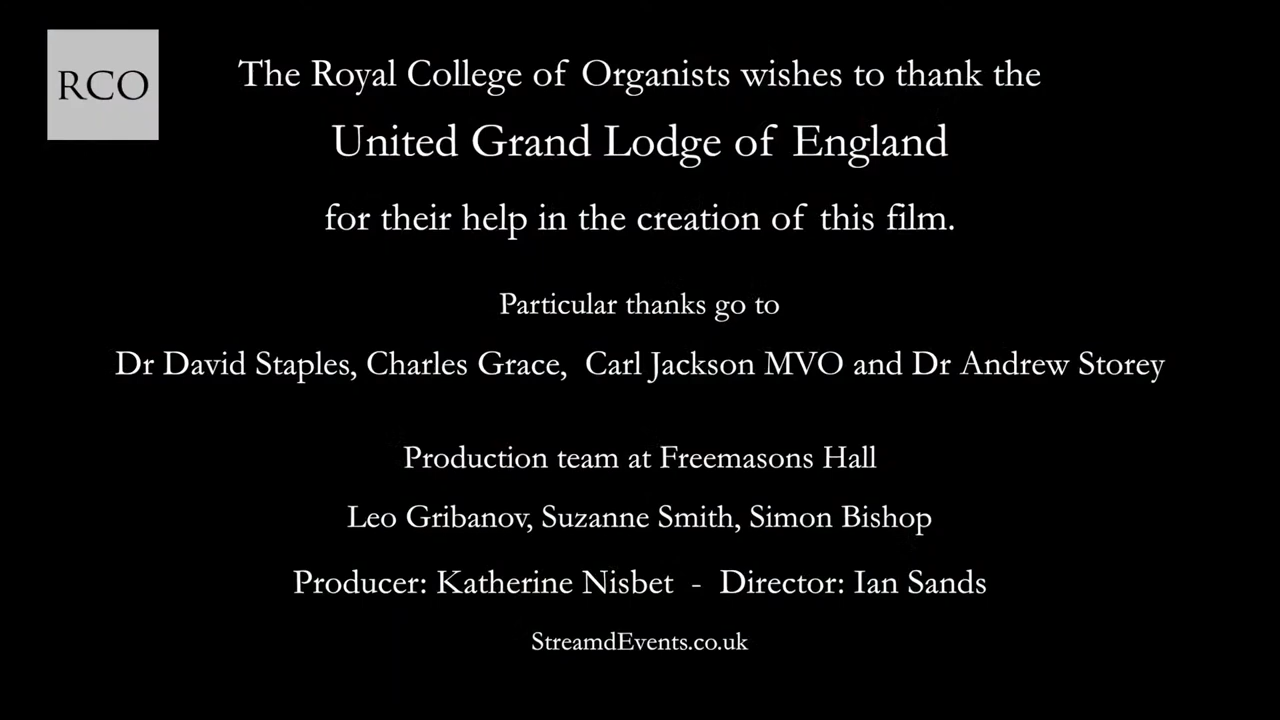 RCO
The Royal College of Organists wishes to thank the
United Grand Lodge of England
for their help in the creation of this film.
Particular thanks go to
Dr David Staples, Charles Grace, Carl Jackson MVO and Dr Andrew Storey
Production team at Freemasons Hall
Leo Gribanov, Suzanne Smith, Simon Bishop
Producer: Katherine Nisbet - Director: Ian Sands
StreamdEvents.co.uk